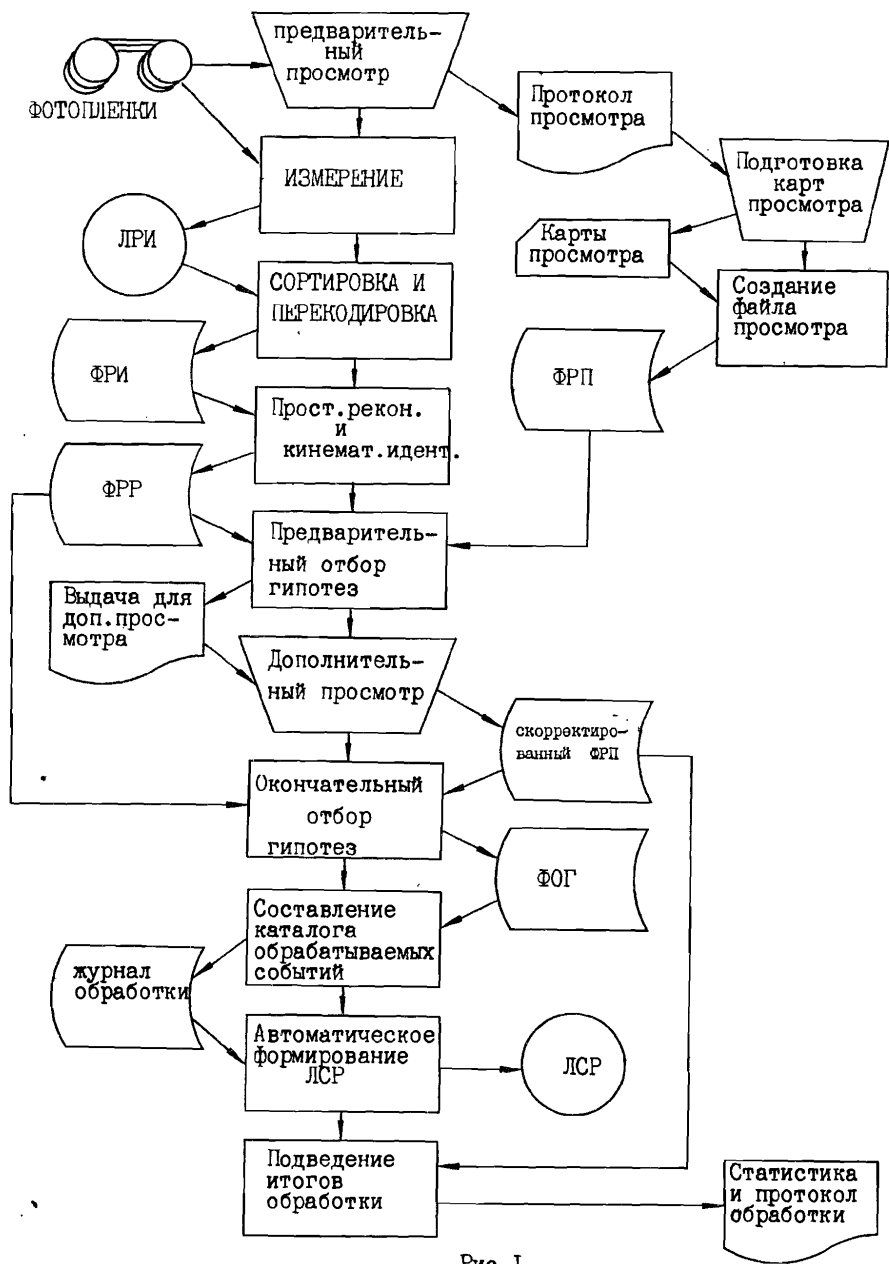 предваритель-
ный
просмотр
ФОТОПЛЕНКИ
Протокол
просмотра
ИЗМЕРЕНИЕ
Подготовка
карт
просмотра
ЛРИ
Карты
просмотра
СОРТИРОВКА И
ПЕРЕКОДИРОВКА
Создание
файла
просмотра
ФРИ
ФРП
Прост.рекон.
и
кинемат.идент.
ФРР
Предваритель-
ный отбор
гипотез
Выдача для
доп.прос-
мотра
Дополнитель-
ный просмотр
скорректиро-
ванный ФРП
Окончательный
отбор
гипотез
ФОГ
Составление
каталога
обрабатываемых
событий
журнал
обработки
Автоматическое
формирование
ЛСР
ЛСР
Подведение
итогов
обработки
Статистика
и протокол
обработки
Рис.I